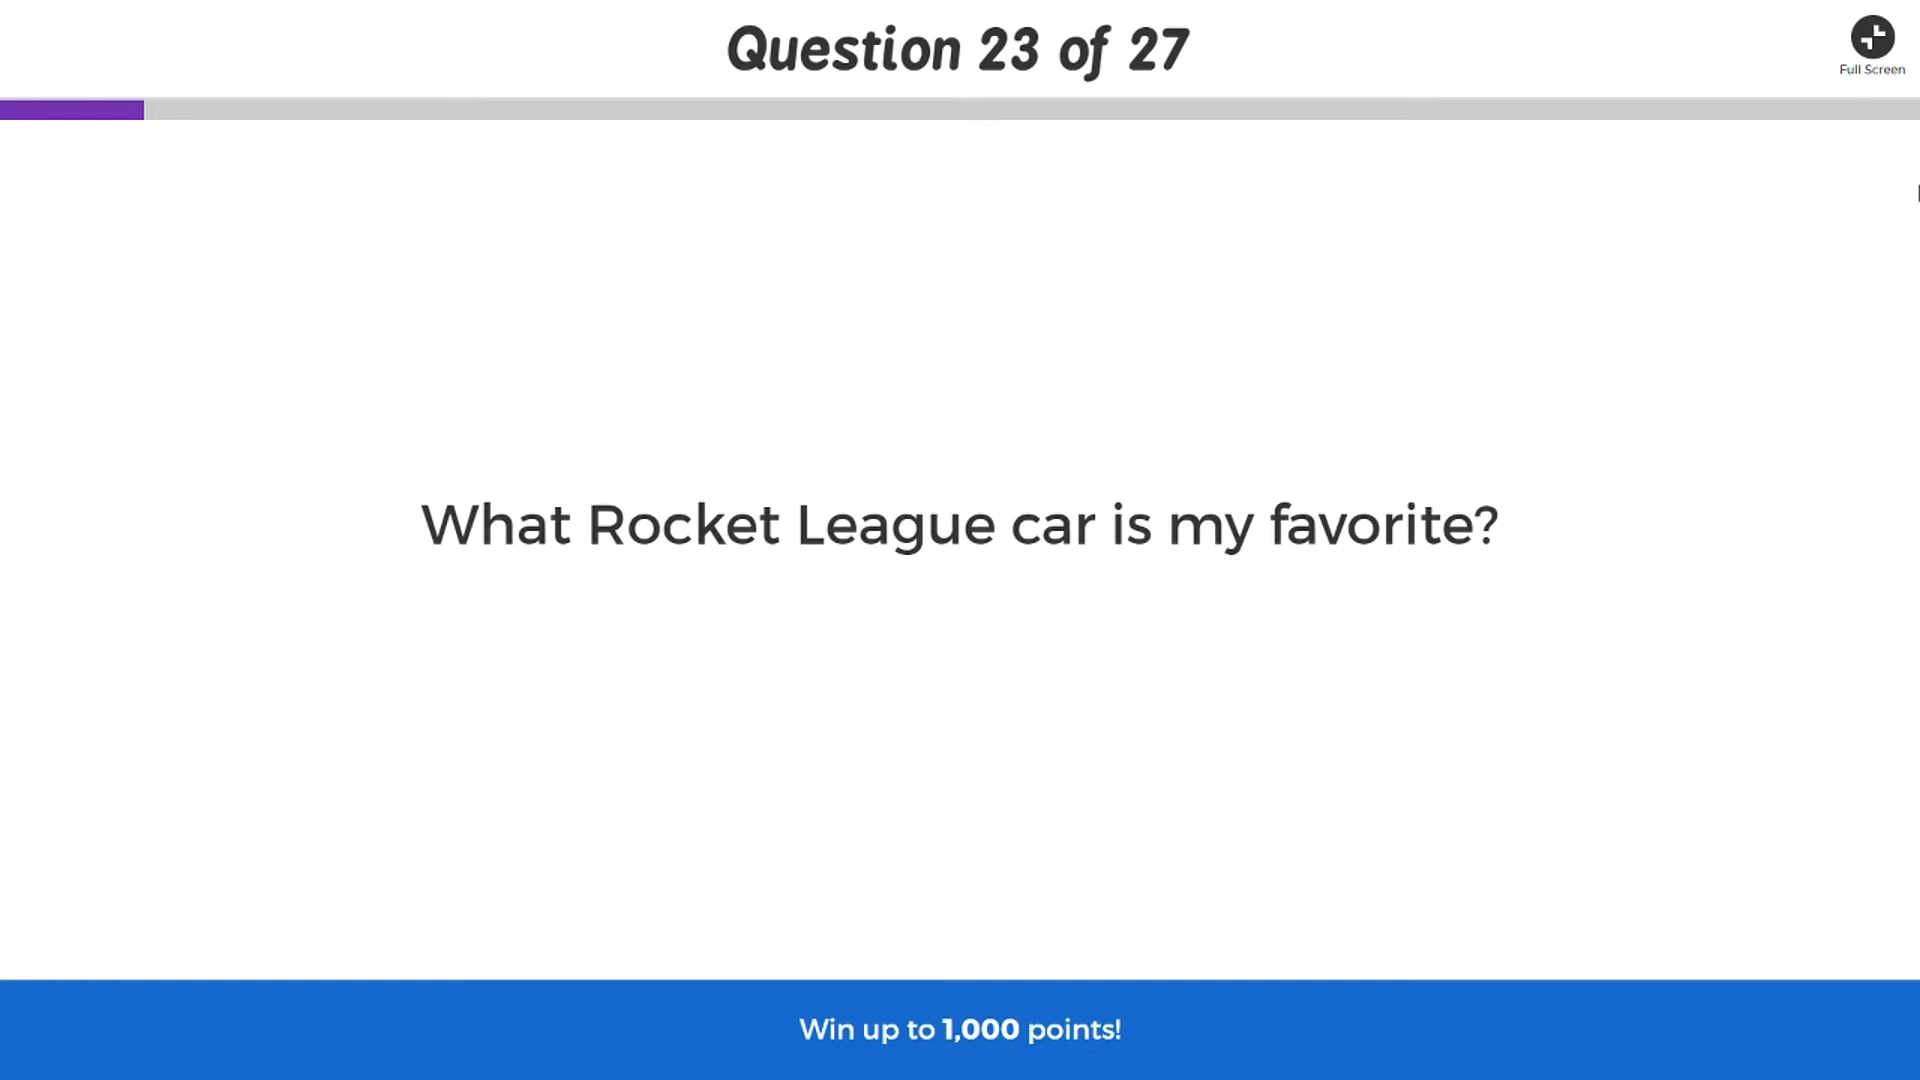 Question 23 of 27
Full Screen
What Rocket League car is my favorite?
Win up to 1,000 points!